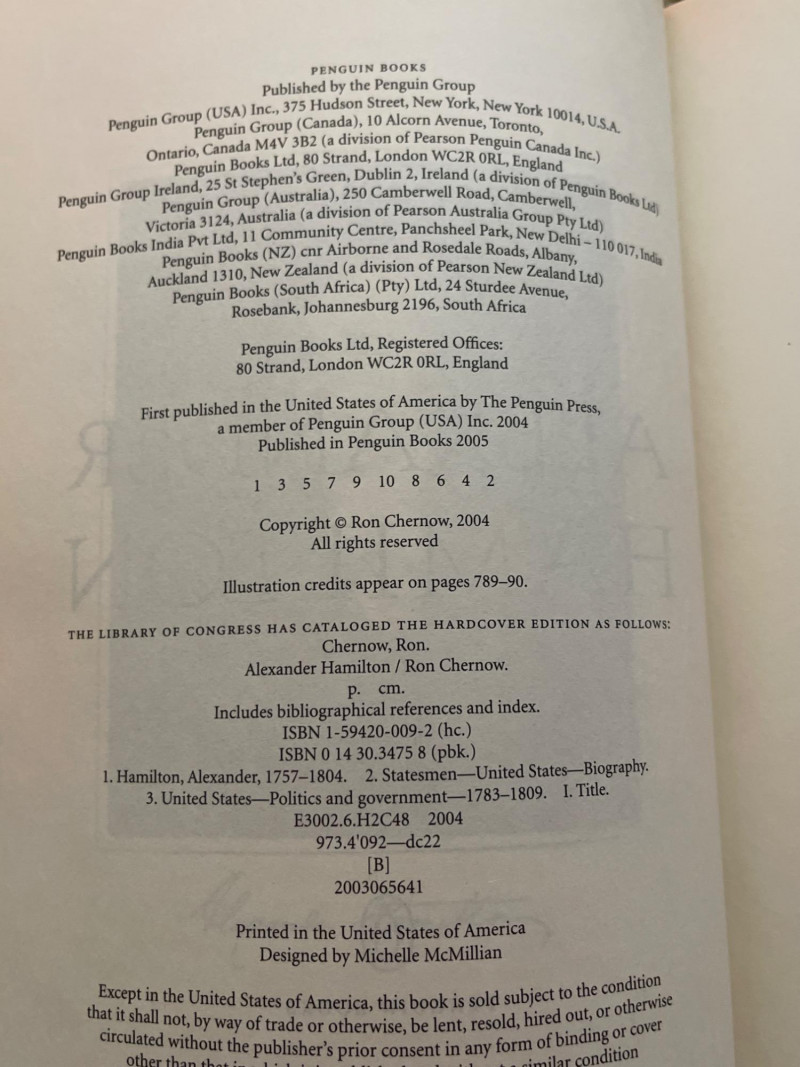 PENGUIN BOOKS
Published by the Penguin Group
Penguin Group (USA) Inc., 375 Hudson Street, New York, New York 10014, U.S.A.
Penguin Group (Canada), 10 Alcorn Avenue, Toronto,
Ontario, Canada M4V 3B2 (a division of Pearson Penguin Canada Inc.)
Penguin Books Ltd, 80 Strand, London WC2R 0RL, England
Penguin Group Ireland, 25 St Stephen's Green, Dublin 2, Ireland (a division of Penguin Books Ltd)
Penguin Group (Australia), 250 Camberwell Road, Camberwell,
Victoria 3124, Australia (a division of Pearson Australia Group Pty Ltd)
Penguin Books India Pvt Ltd, 11 Community Centre, Panchsheel Park, New Delhi – 110 017, India
Penguin Books (NZ) cnr Airborne and Rosedale Roads, Albany,
Auckland 1310, New Zealand (a division of Pearson New Zealand Ltd)
Penguin Books (South Africa) (Pty) Ltd, 24 Sturdee Avenue,
Rosebank, Johannesburg 2196, South Africa
Penguin Books Ltd, Registered Offices:
80 Strand, London WC2R 0RL, England
First published in the United States of America by The Penguin Press,
a member of Penguin Group (USA) Inc. 2004
Published in Penguin Books 2005
1 3 5 7 9 10 8 6 4 2
Copyright © Ron Chernow, 2004
All rights reserved
Illustration credits appear on pages 789–90.
THE LIBRARY OF CONGRESS HAS CATALOGED THE HARDCOVER EDITION AS FOLLOWS:
Chernow, Ron.
Alexander Hamilton / Ron Chernow.
p. cm.
Includes bibliographical references and index.
ISBN 1-59420-009-2 (hc.)
ISBN 0 14 30.3475 8 (pbk.)
1. Hamilton, Alexander, 1757–1804. 2. Statesmen—United States—Biography.
3. United States—Politics and government—1783–1809. I. Title.
E3002.6.H2C48 2004
973.4'092—dc22
[B]
2003065641
Printed in the United States of America
Designed by Michelle McMillian
Except in the United States of America, this book is sold subject to the condition
that it shall not, by way of trade or otherwise, be lent, resold, hired out, or otherwise
circulated without the publisher's prior consent in any form of binding or cover
other than that in which it is published and similar condition